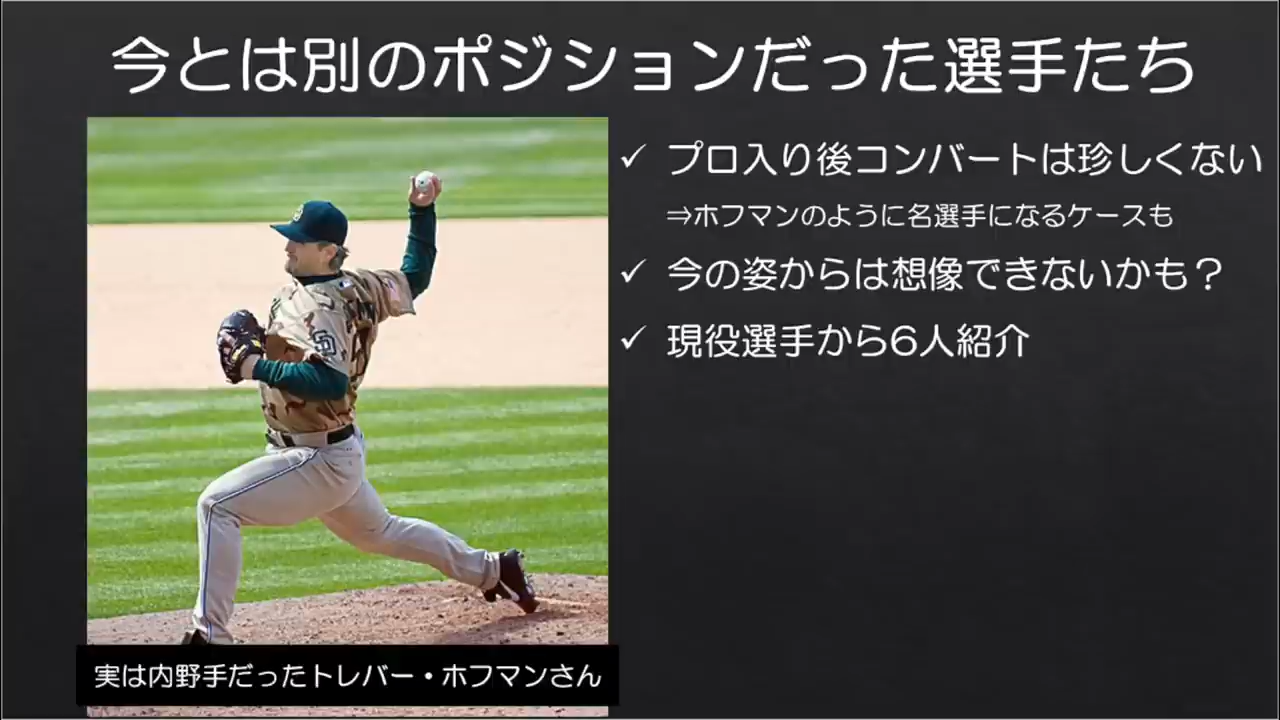 今とは別のポジションだった選手たち
✓ プロ入り後コンバートは珍しくない
⇒ホフマンのように名選手になるケースも
✓ 今の姿からは想像できないかも？
✓ 現役選手から6人紹介
実は内野手だったトレバー・ホフマンさん